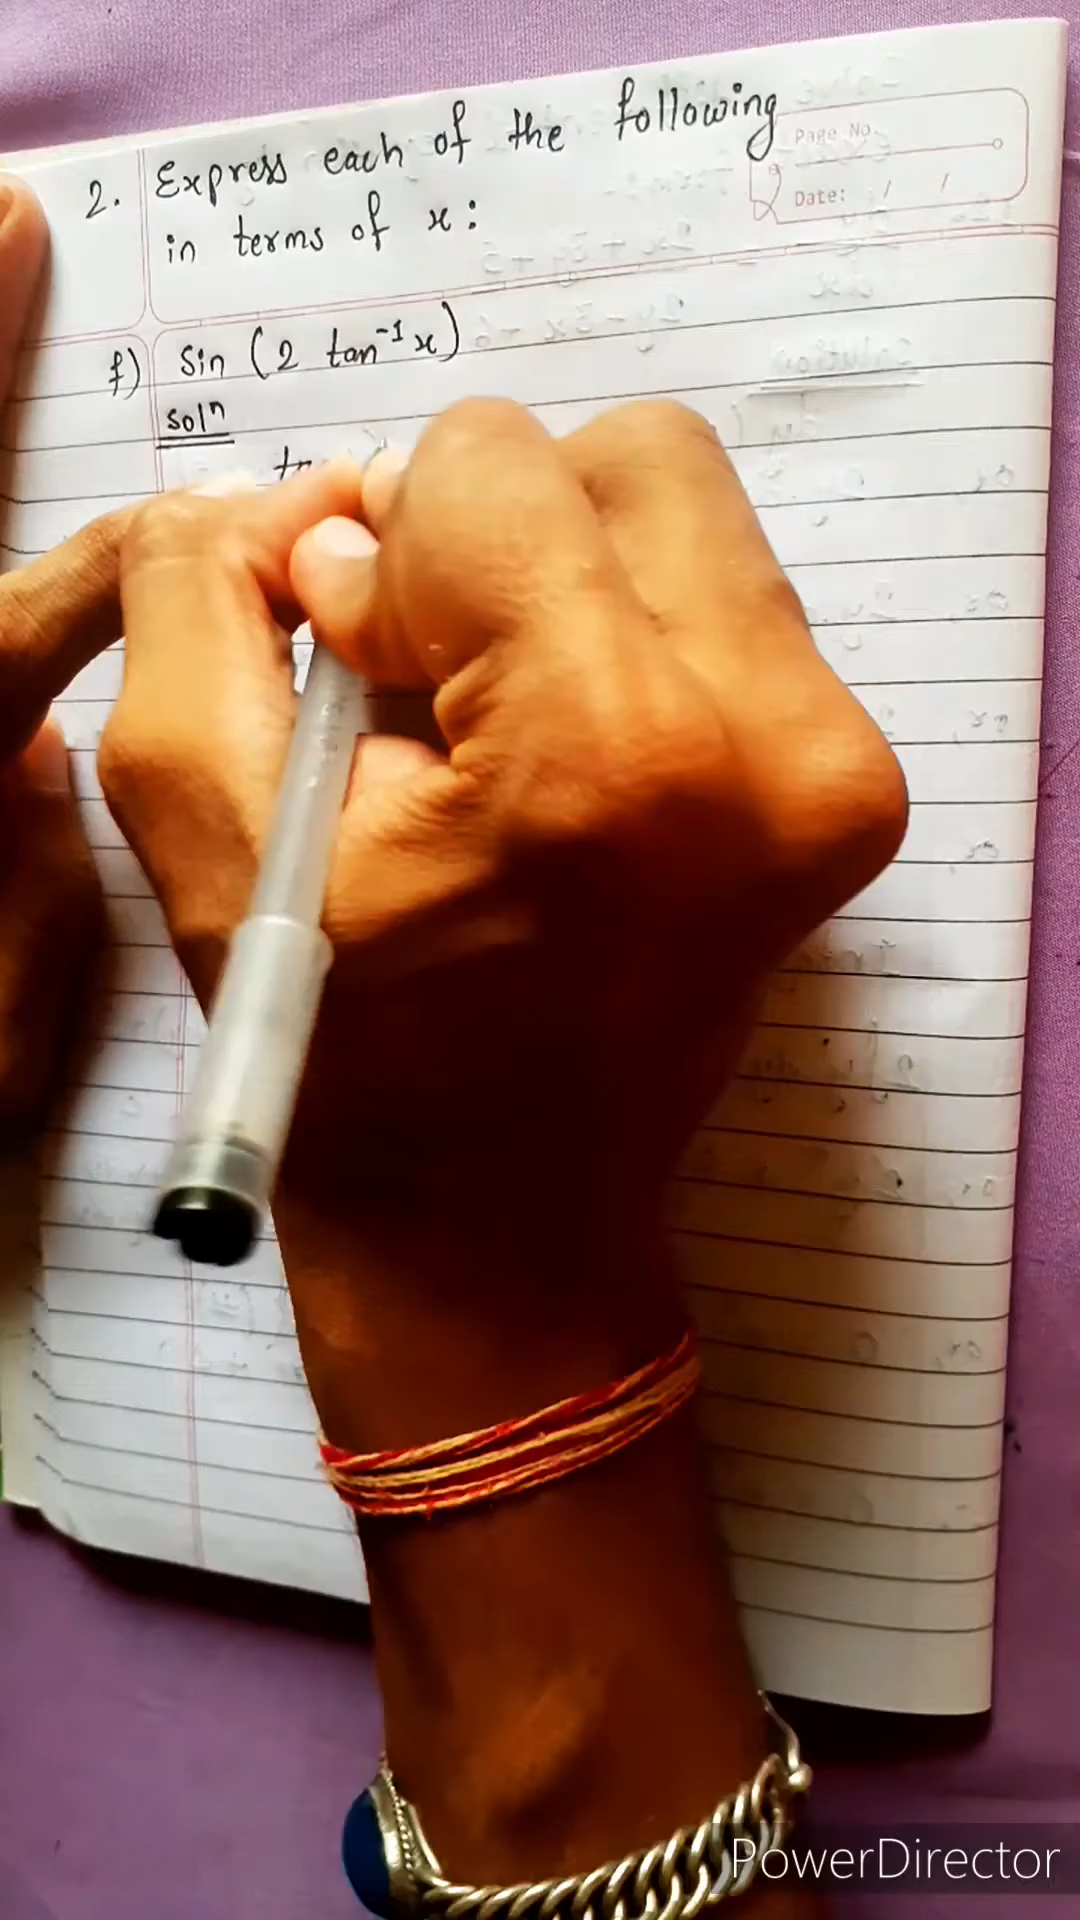 2. Express each of the following
in terms of x:
Page No.
Date: / /
f) Sin (2 tan⁻¹ x)
Solⁿ
PowerDirector